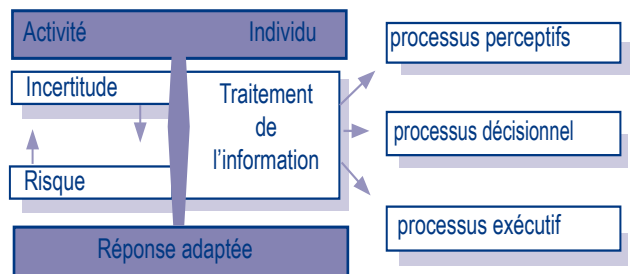 Activité Individu
Incertitude
Risque
Traitement
de
l'information
Réponse adaptée
processus perceptifs
processus décisionnel
processus exécutif